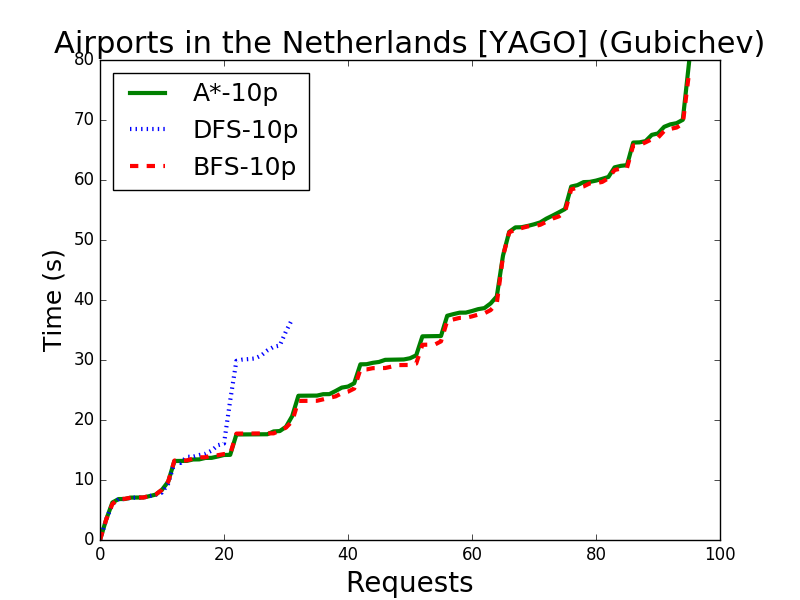 Airports in the Netherlands [YAGO] (Gubichev)
A*-10p
DFS-10p
BFS-10p
Time (s)
80
70
60
50
40
30
20
10
0
0 20 40 60 80 100
Requests